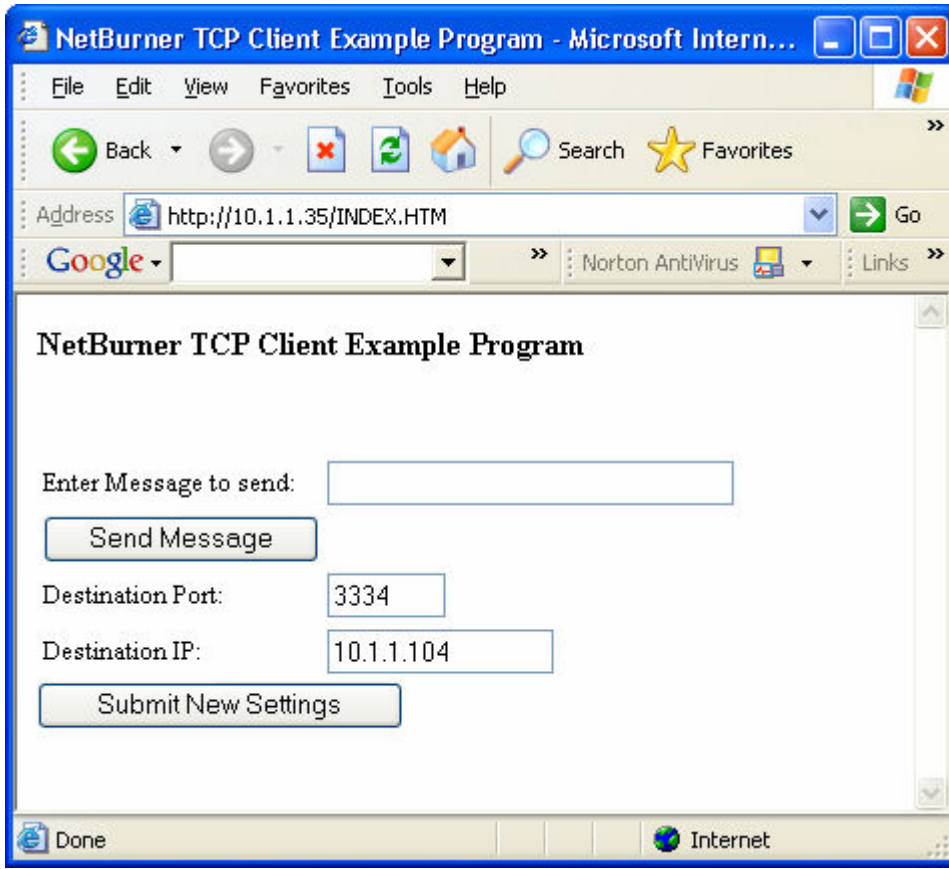 NetBurner TCP Client Example Program - Microsoft Intern...
File Edit View Favorites Tools Help
Back Search Favorites »
Address http://10.1.1.35/INDEX.HTM Go
Google » Norton AntiVirus Links »
NetBurner TCP Client Example Program
Enter Message to send:
Send Message
Destination Port: 3334
Destination IP: 10.1.1.104
Submit New Settings
Done Internet